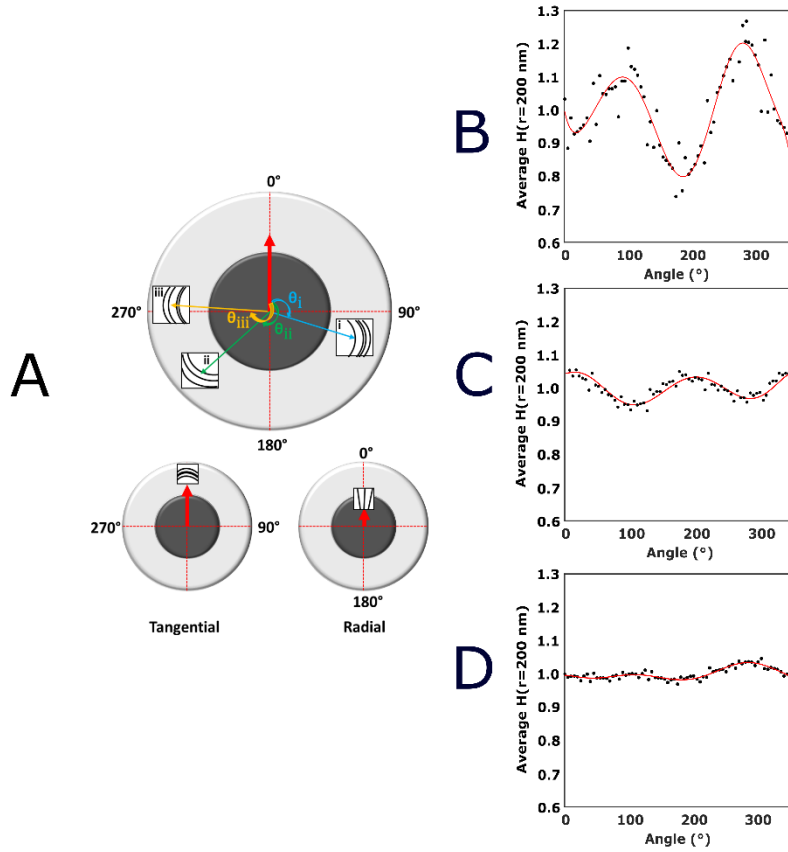 A
0°
iii
θi
270°
90°
θiii
θii
i
ii
180°
0°
270°
90°
180°
Tangential
Radial
B
Average H(r=200 nm)
1.3
1.2
1.1
1.0
0.9
0.8
0.7
0.6
0
100
200
300
Angle (°)
C
Average H(r=200 nm)
1.3
1.2
1.1
1.0
0.9
0.8
0.7
0.6
0
100
200
300
Angle (°)
D
Average H(r=200 nm)
1.3
1.2
1.1
1.0
0.9
0.8
0.7
0.6
0
100
200
300
Angle (°)